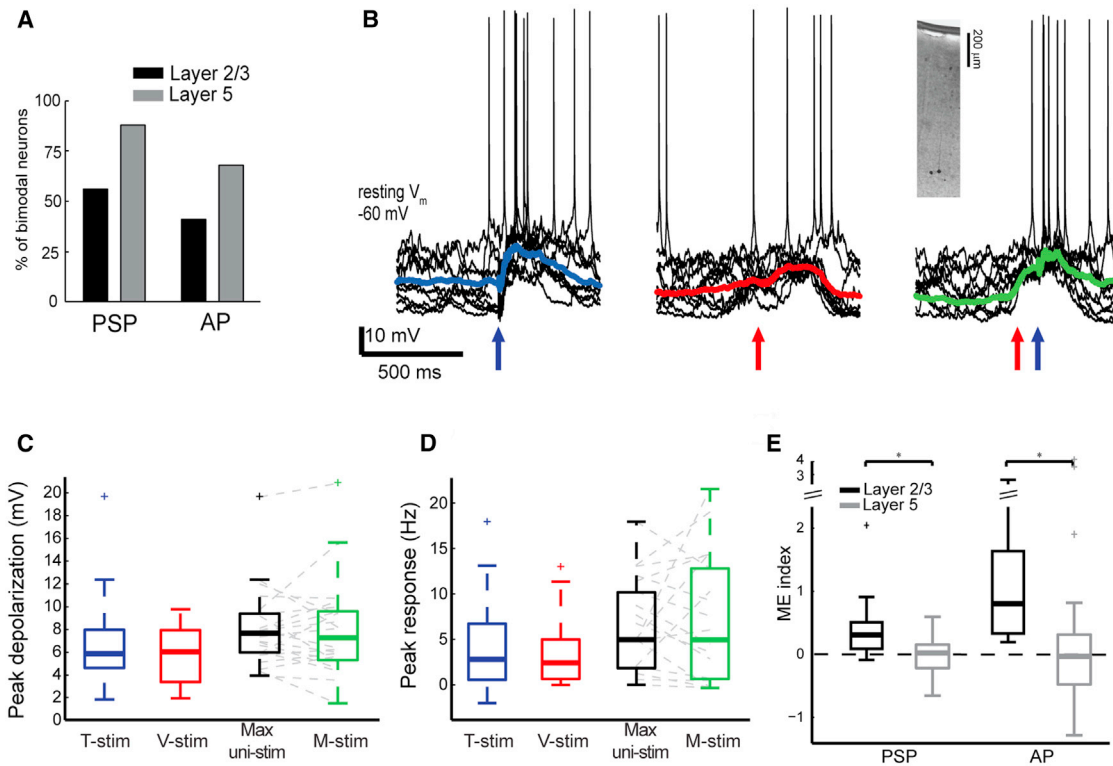 A
Layer 2/3
Layer 5
% of bimodal neurons
100
75
50
25
0
PSP
AP
B
resting Vm
-60 mV
10 mV
500 ms
200 µm
C
Peak depolarization (mV)
20
18
16
14
12
10
8
6
4
2
0
T-stim
V-stim
Max
uni-stim
M-stim
D
Peak response (Hz)
20
15
10
5
0
T-stim
V-stim
Max
uni-stim
M-stim
E
ME index
4
3
2
1
0
−1
*
*
Layer 2/3
Layer 5
PSP
AP